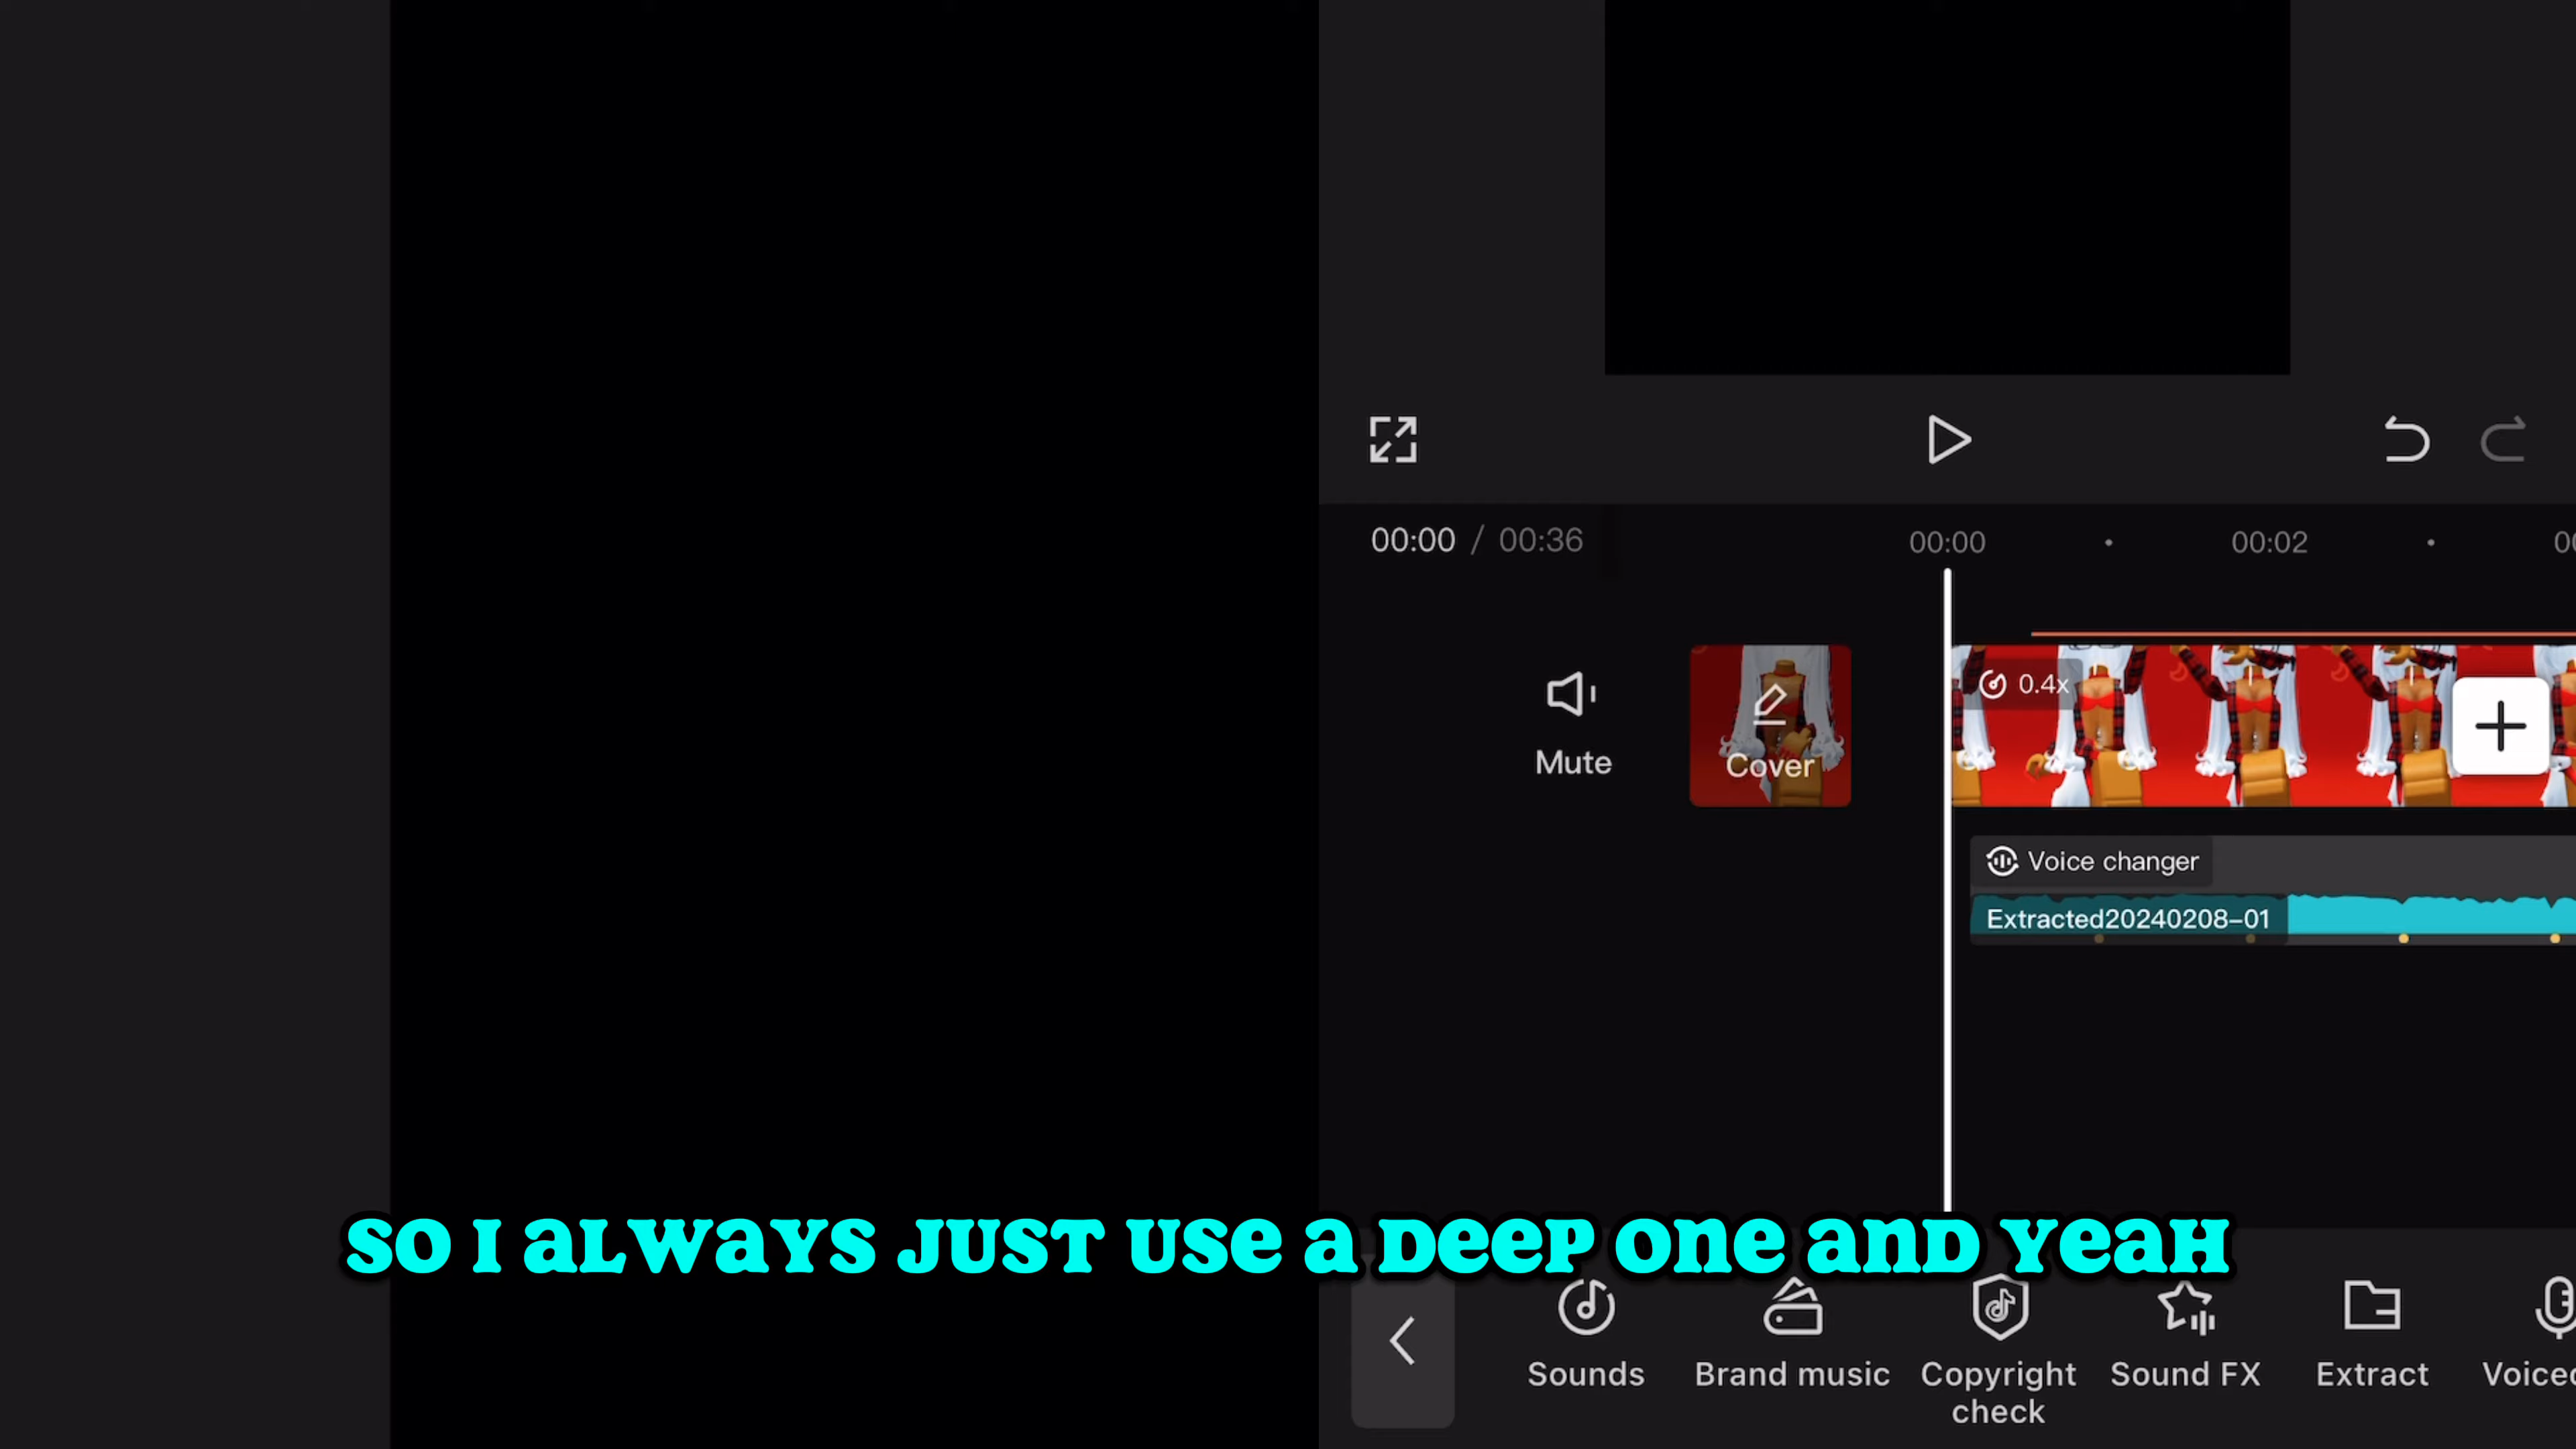 00:00 / 00:36
00:00
00:02
0.4x
Mute
Cover
Voice changer
Extracted20240208-01
SO I ALWAYS JUST USE A DEEP ONE AND YEAH
Sounds
Brand music
Copyright
check
Sound FX
Extract